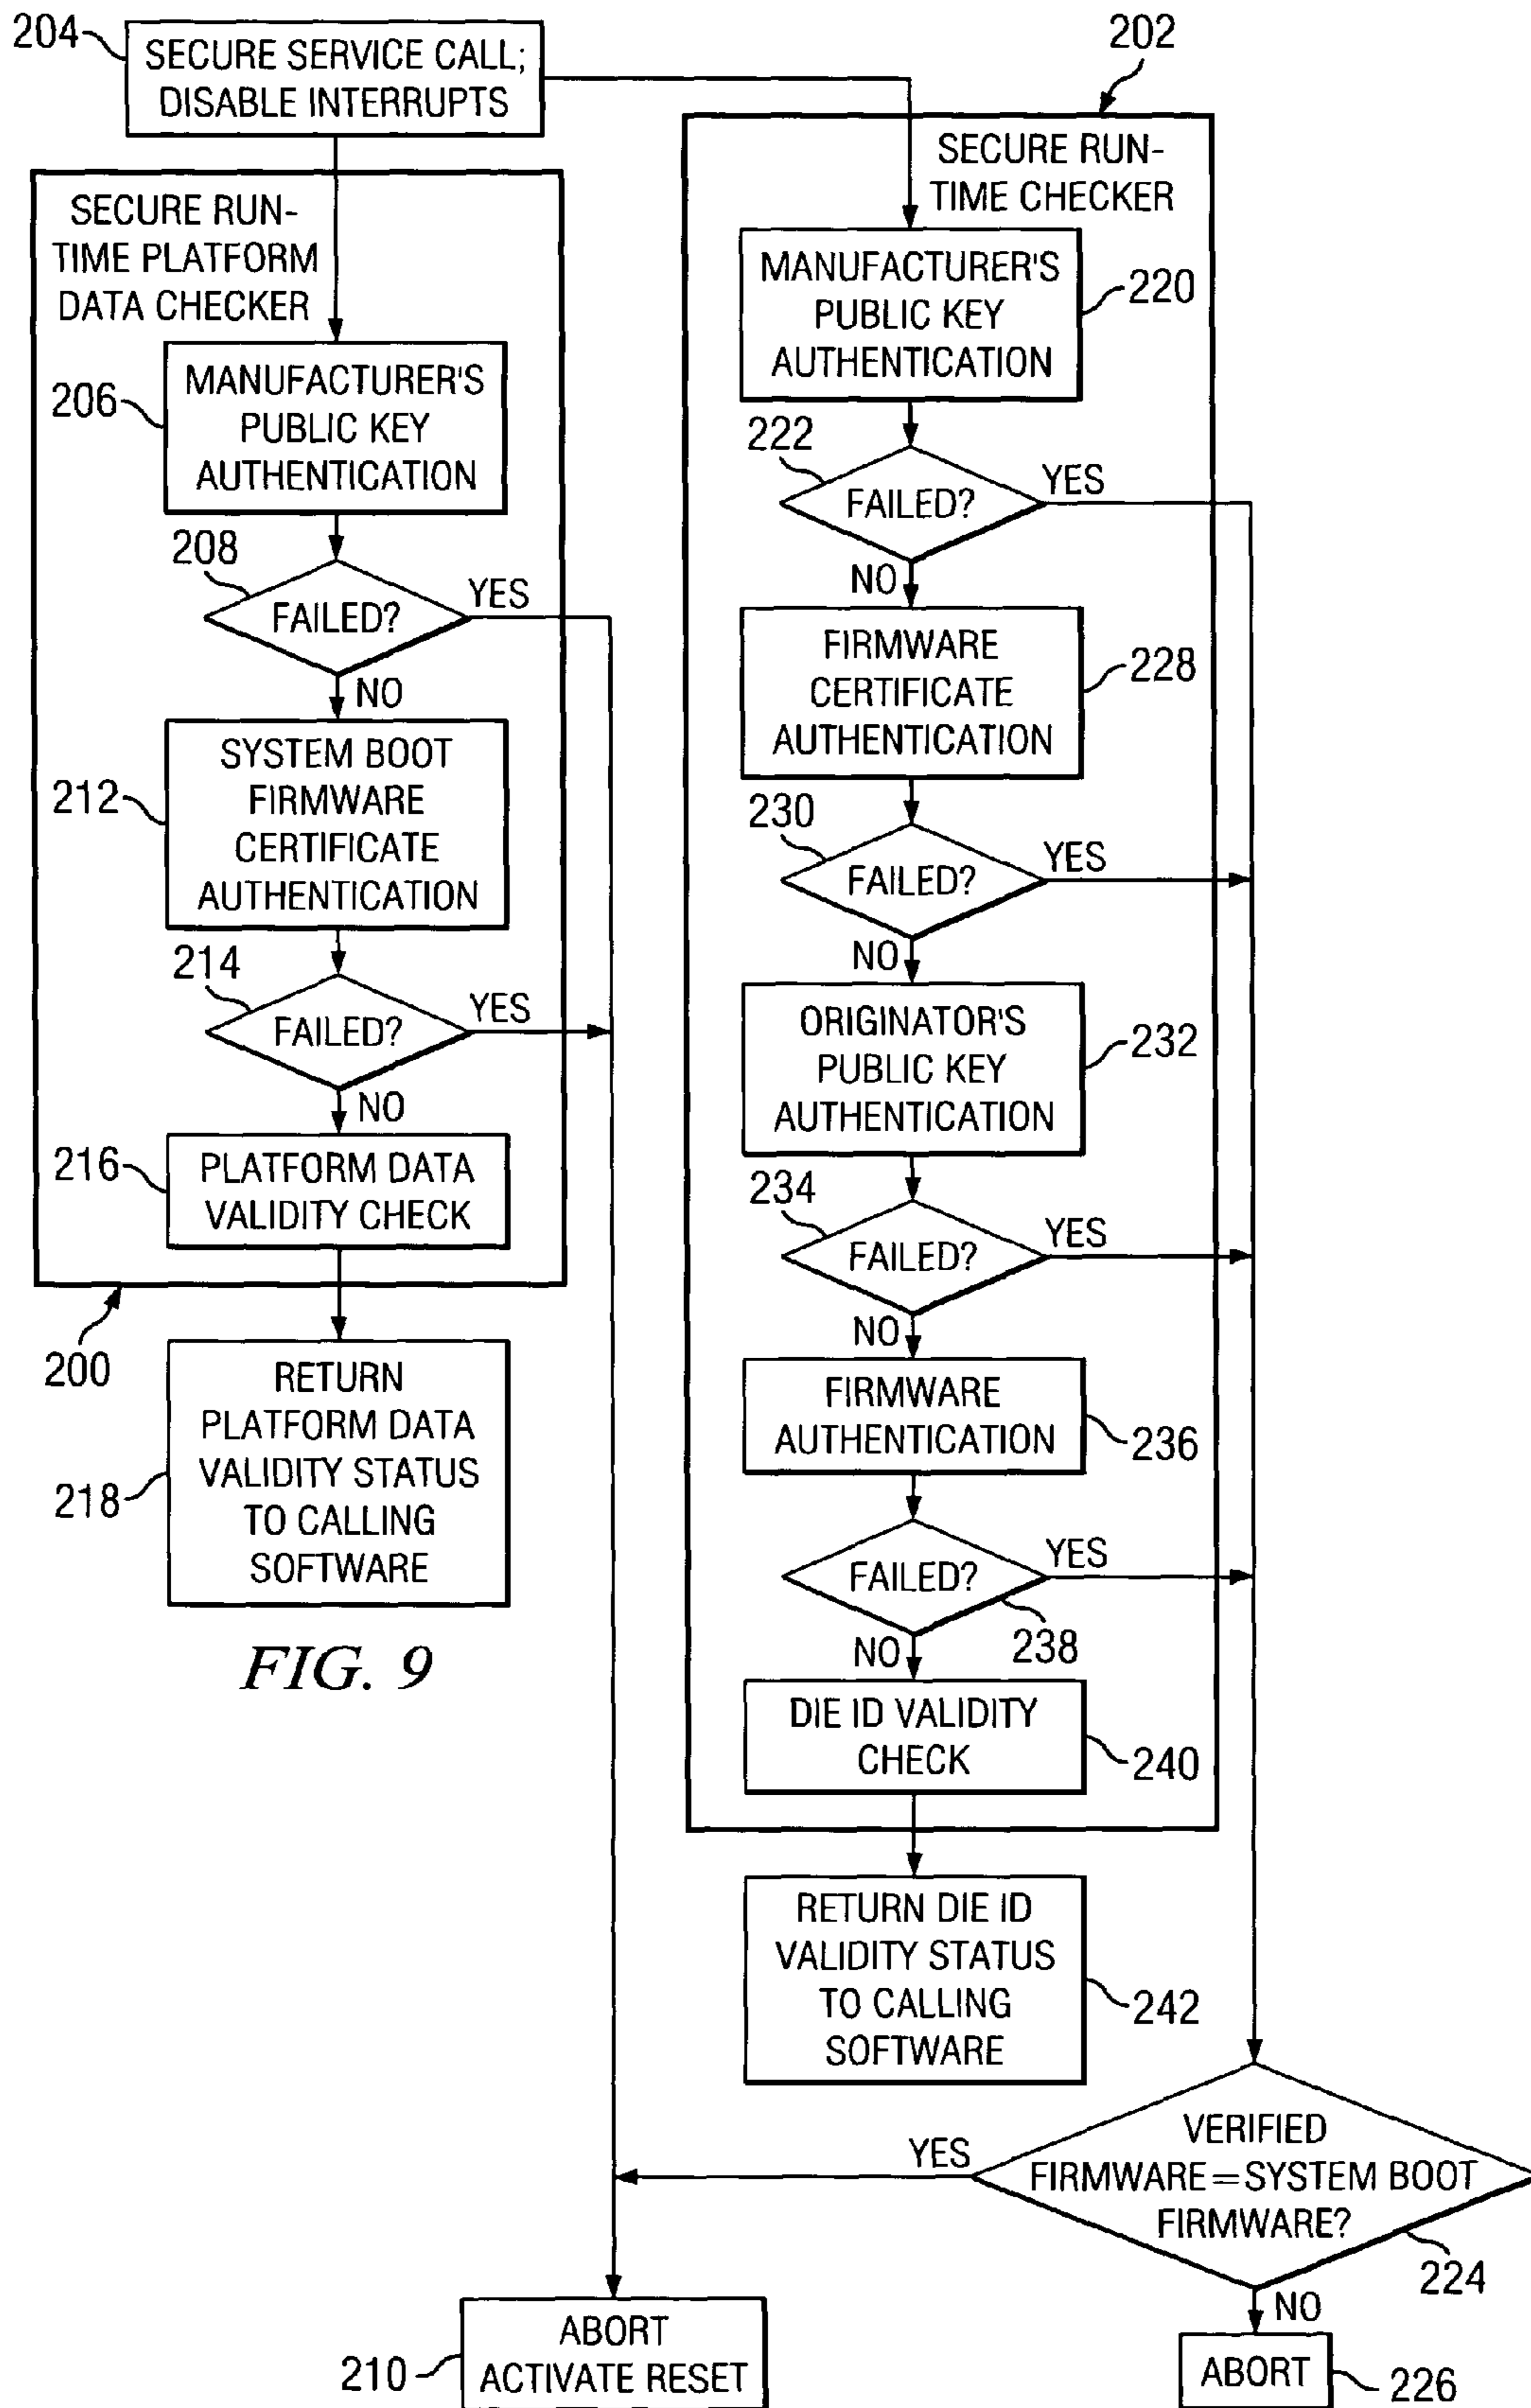 204
SECURE SERVICE CALL;
DISABLE INTERRUPTS
SECURE RUN-
TIME PLATFORM
DATA CHECKER
206
MANUFACTURER'S
PUBLIC KEY
AUTHENTICATION
208
FAILED?
YES
NO
212
SYSTEM BOOT
FIRMWARE
CERTIFICATE
AUTHENTICATION
214
FAILED?
YES
NO
216
PLATFORM DATA
VALIDITY CHECK
200
218
RETURN
PLATFORM DATA
VALIDITY STATUS
TO CALLING
SOFTWARE
FIG. 9
202
SECURE RUN-
TIME CHECKER
MANUFACTURER'S
PUBLIC KEY
AUTHENTICATION
220
222
FAILED?
YES
NO
FIRMWARE
CERTIFICATE
AUTHENTICATION
228
230
FAILED?
YES
NO
ORIGINATOR'S
PUBLIC KEY
AUTHENTICATION
232
234
FAILED?
YES
NO
FIRMWARE
AUTHENTICATION
236
FAILED?
YES
238
NO
DIE ID VALIDITY
CHECK
240
RETURN DIE ID
VALIDITY STATUS
TO CALLING
SOFTWARE
242
VERIFIED
FIRMWARE=SYSTEM BOOT
FIRMWARE?
YES
224
NO
210
ABORT
ACTIVATE RESET
ABORT
226